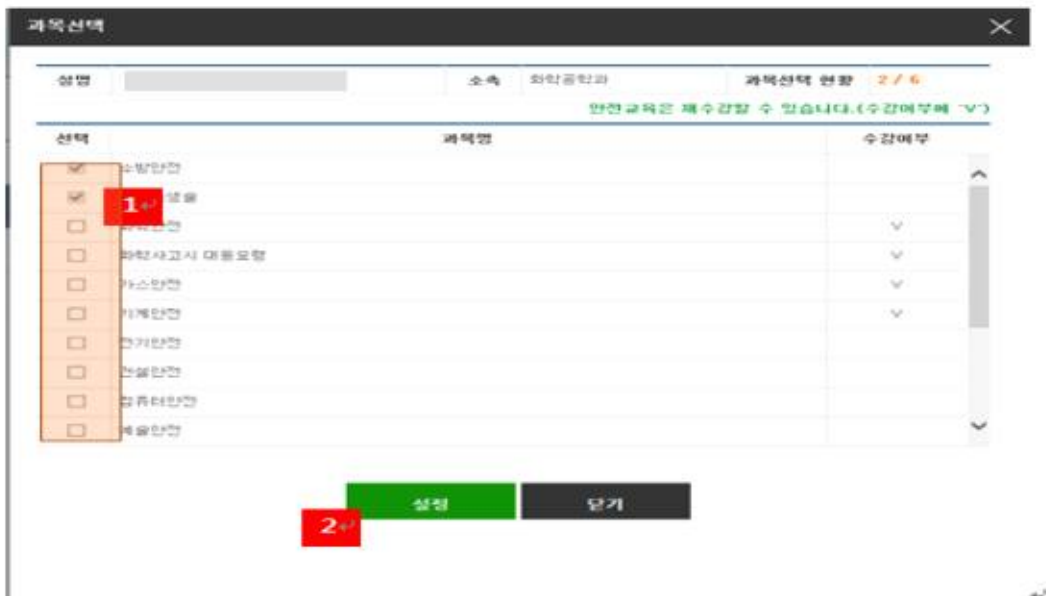 과목선택
성명 소속 화학공학과 과목선택 현황 2 / 6
안전교육은 재수강할 수 있습니다.(수강여부에 "V")
선택 과목명 수강여부
소방안전
1
V
화학사고시 대응요령 V
가스안전 V
기계안전 V
전기안전
건설안전
컴퓨터안전
예술안전
설정 닫기
2